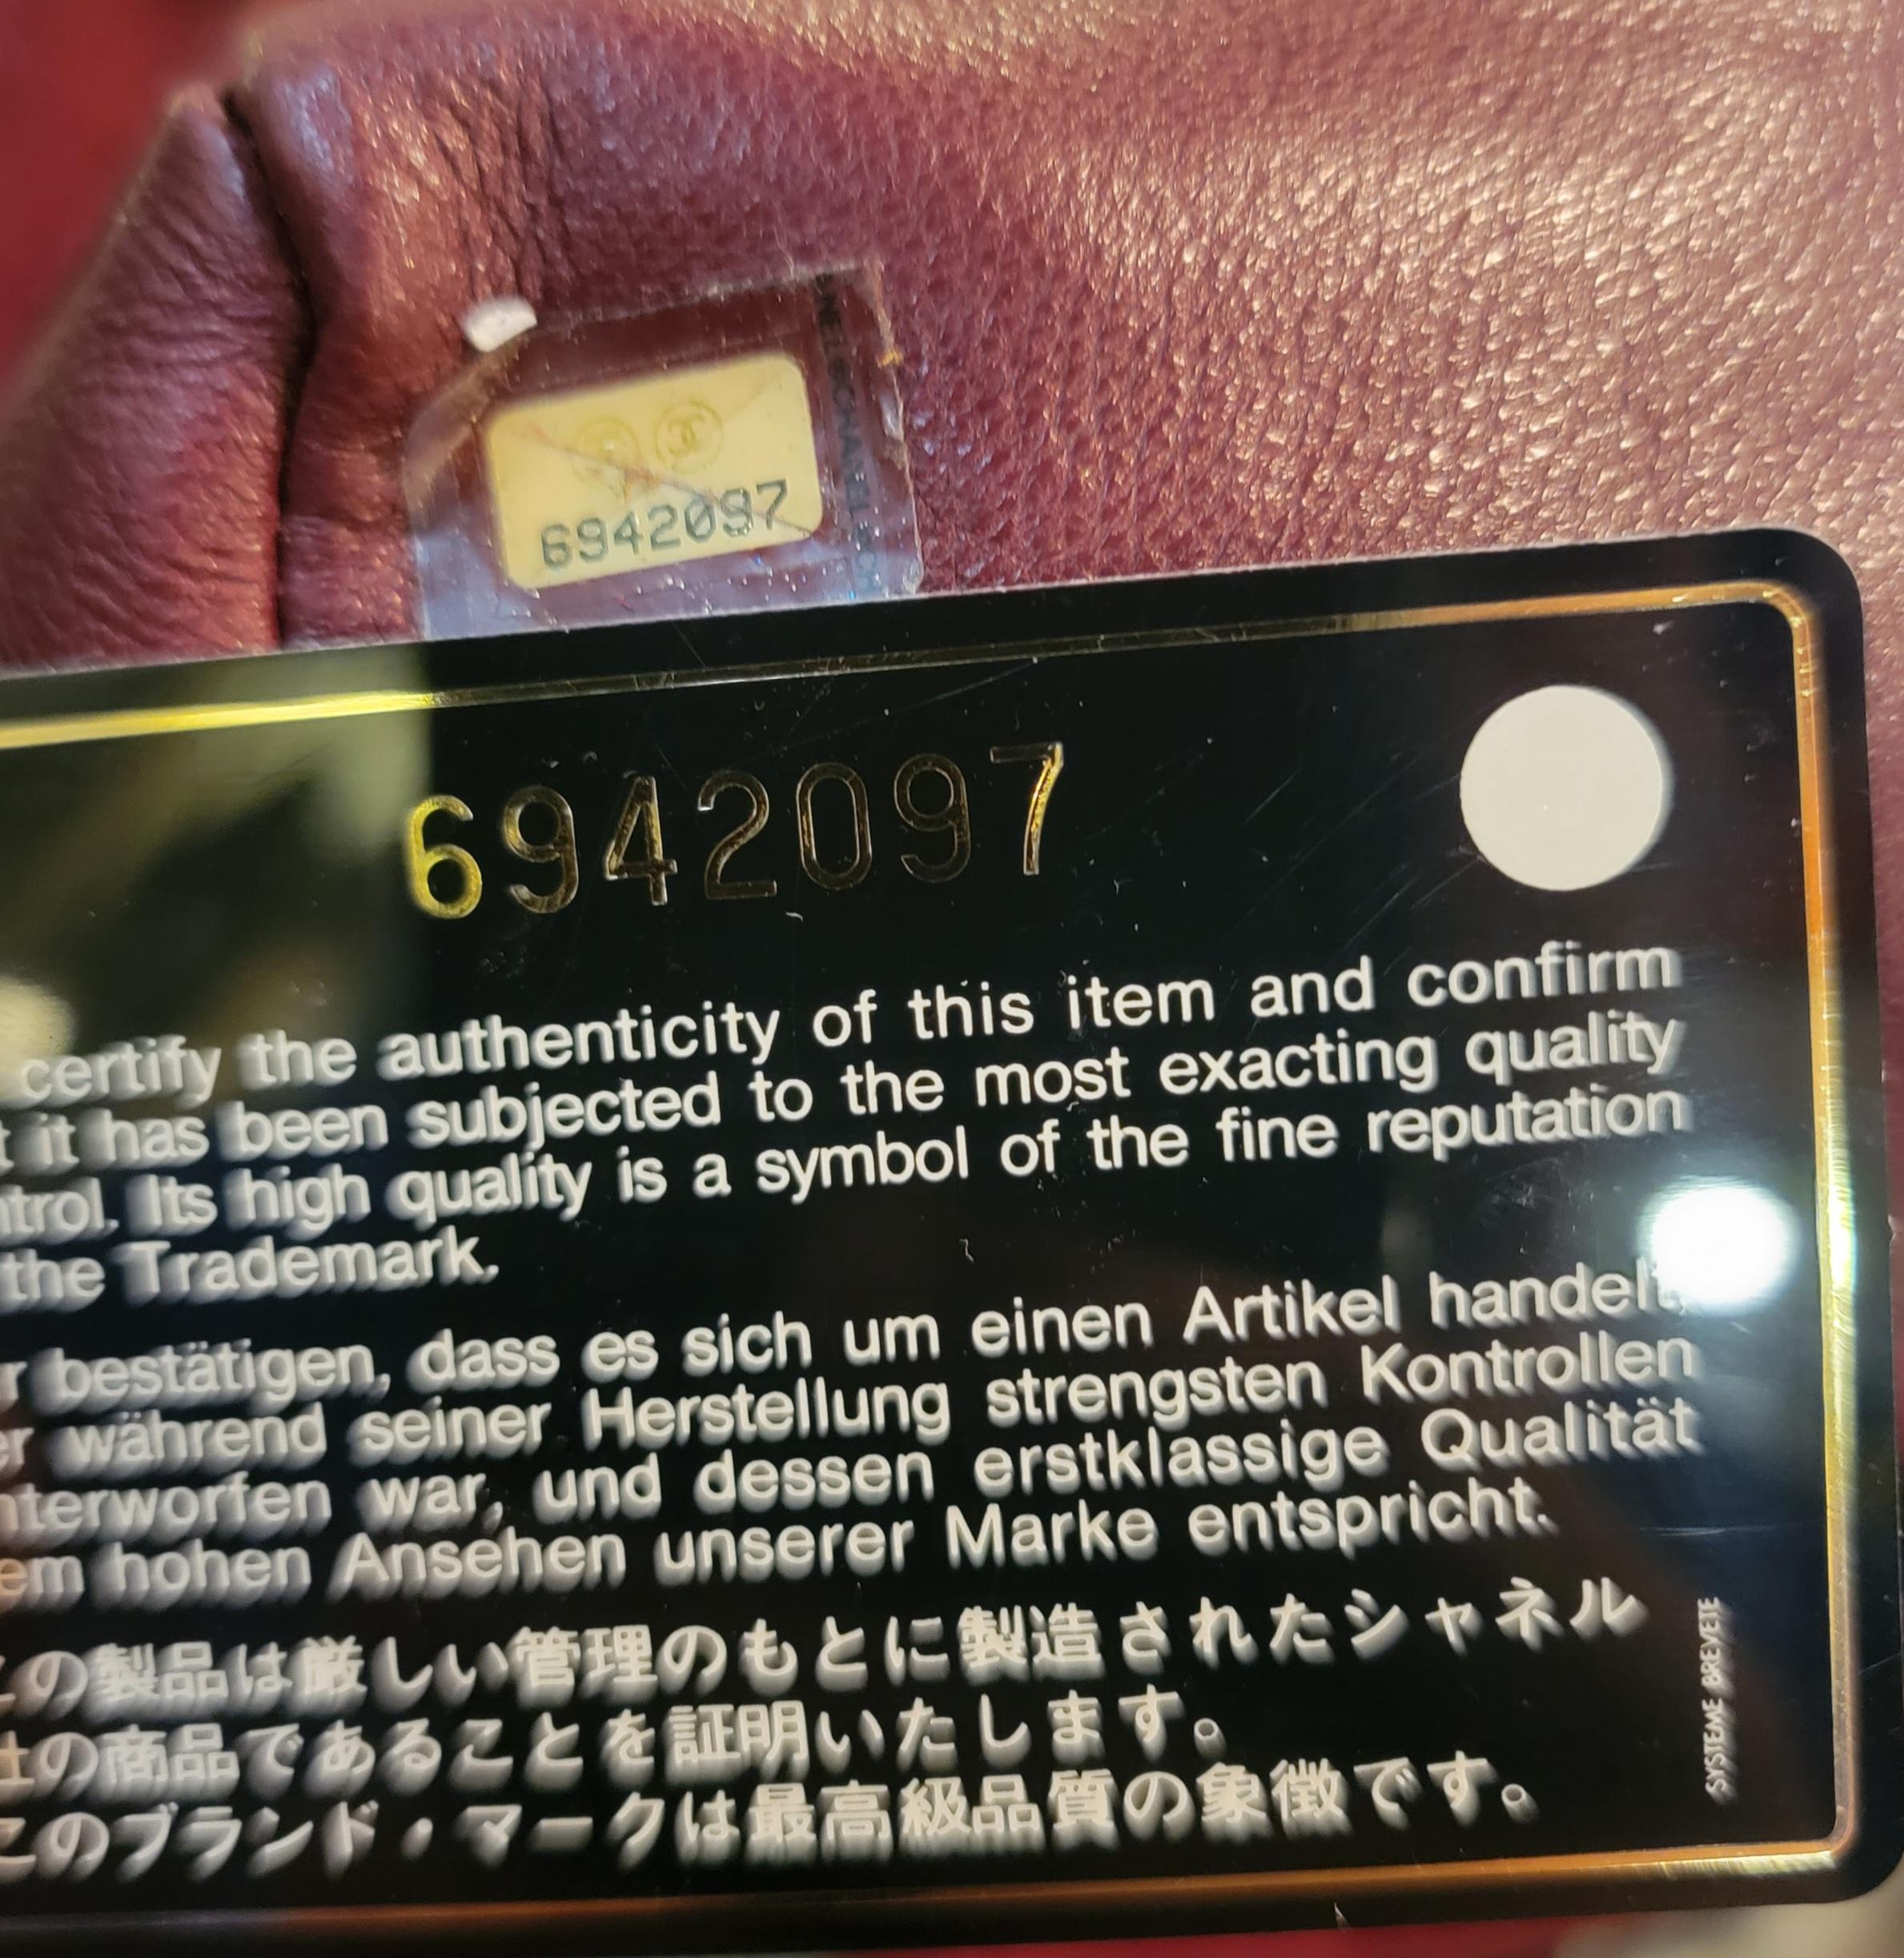 6942097
6942097
certify the authenticity of this item and confirm
it has been subjected to the most exacting quality
Its high quality is a symbol of the fine reputation
the Trademark.
bestätigen, dass es sich um einen Artikel handelt,
während seiner Herstellung strengsten Kontrollen
war, und dessen erstklassige Qualität
hohen Ansehen unserer Marke entspricht.
の製品は厳しい管理のもとに製造されたシャネル
の商品であることを証明いたします。
このブランド・マークは最高級品質の象徴です。
SYSTEME BREVETE